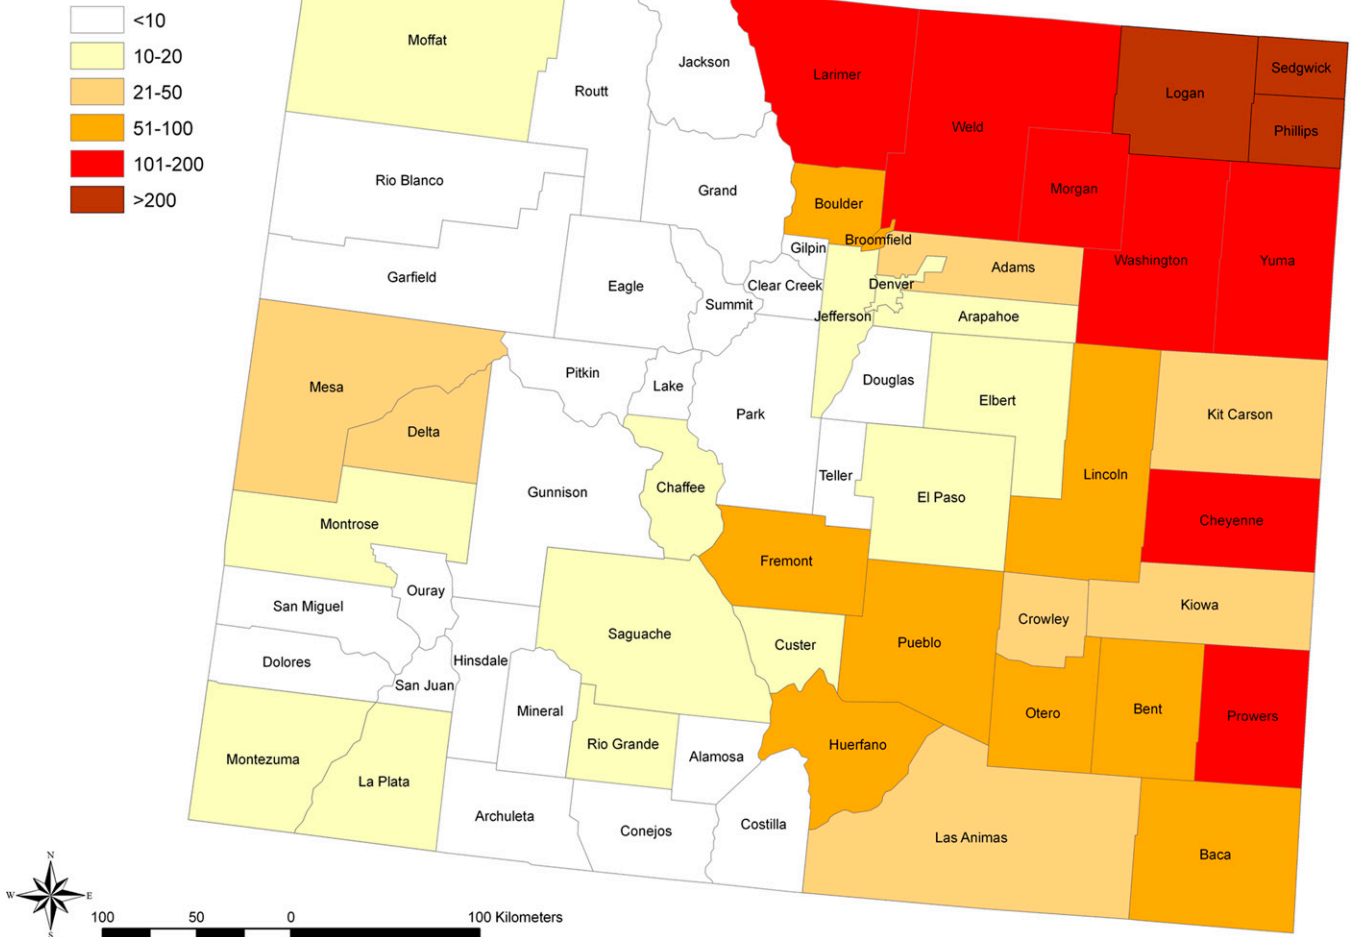 <10
10-20
21-50
51-100
101-200
>200
Moffat
Routt
Jackson
Larimer
Weld
Logan
Sedgwick
Phillips
Rio Blanco
Grand
Boulder
Morgan
Broomfield
Gilpin
Washington
Yuma
Garfield
Eagle
Summit
Clear Creek
Denver
Adams
Jefferson
Arapahoe
Mesa
Pitkin
Lake
Park
Douglas
Elbert
Kit Carson
Delta
Gunnison
Chaffee
Teller
El Paso
Lincoln
Cheyenne
Montrose
Fremont
Ouray
San Miguel
Saguache
Custer
Pueblo
Crowley
Kiowa
Dolores
Hinsdale
San Juan
Mineral
Rio Grande
Alamosa
Huerfano
Otero
Bent
Prowers
Montezuma
La Plata
Archuleta
Conejos
Costilla
Las Animas
Baca
N
W
E
S
100
50
0
100 Kilometers